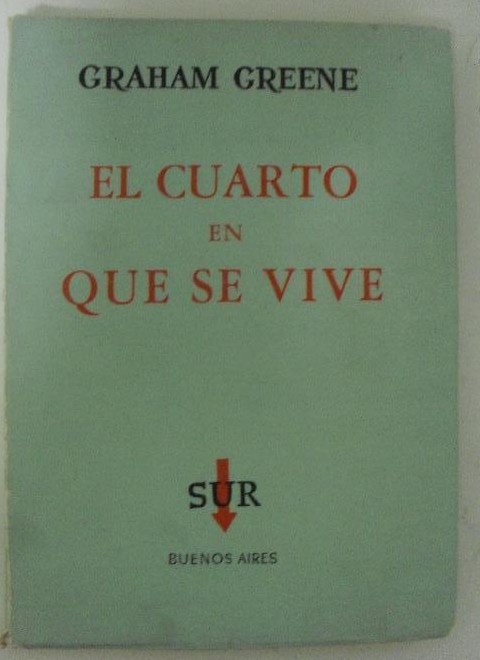 GRAHAM GREENE
EL CUARTO
EN
QUE SE VIVE
SUR
BUENOS AIRES